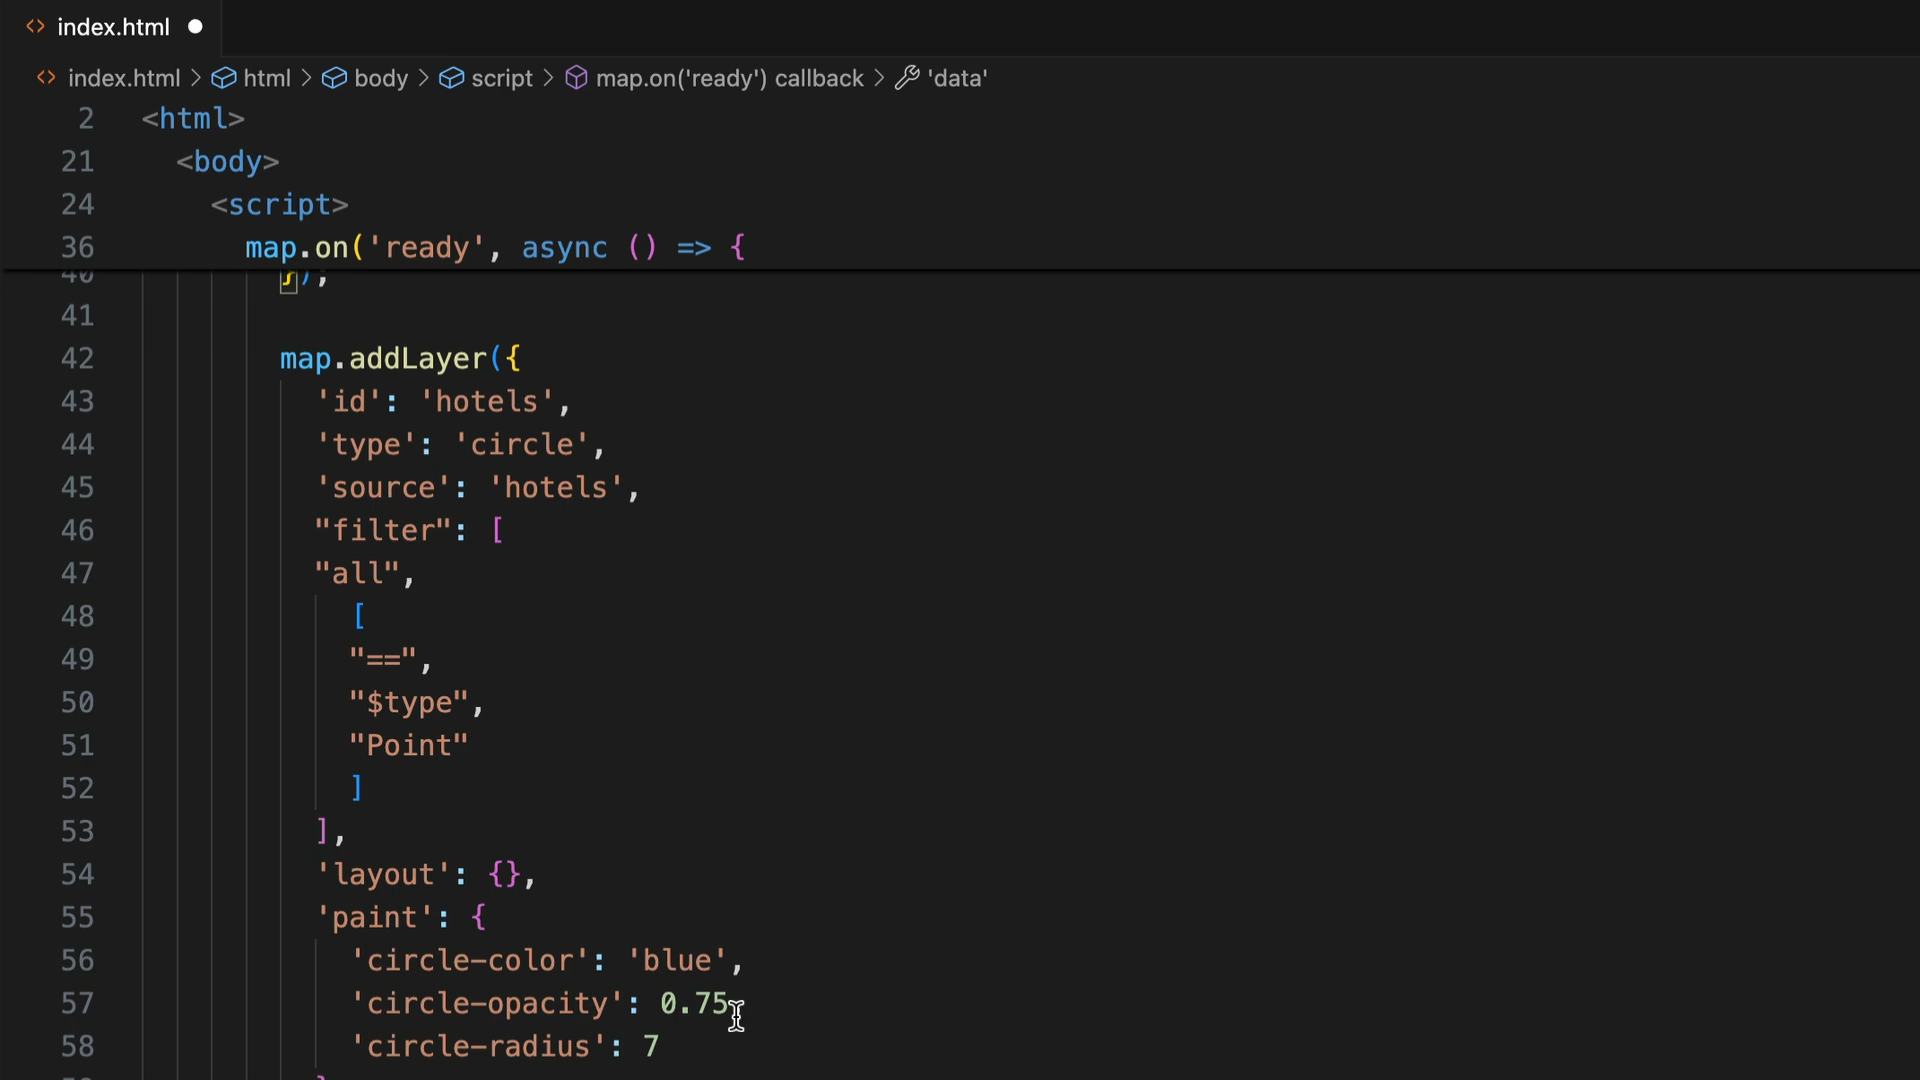 index.html
index.html > html > body > script > map.on('ready') callback > 'data'
2 <html>
21 <body>
24 <script>
36 map.on('ready', async () => {
40 });
41
42 map.addLayer({
43 'id': 'hotels',
44 'type': 'circle',
45 'source': 'hotels',
46 "filter": [
47 "all",
48 [
49 "==",
50 "$type",
51 "Point"
52 ]
53 ],
54 'layout': {},
55 'paint': {
56 'circle-color': 'blue',
57 'circle-opacity': 0.75
58 'circle-radius': 7